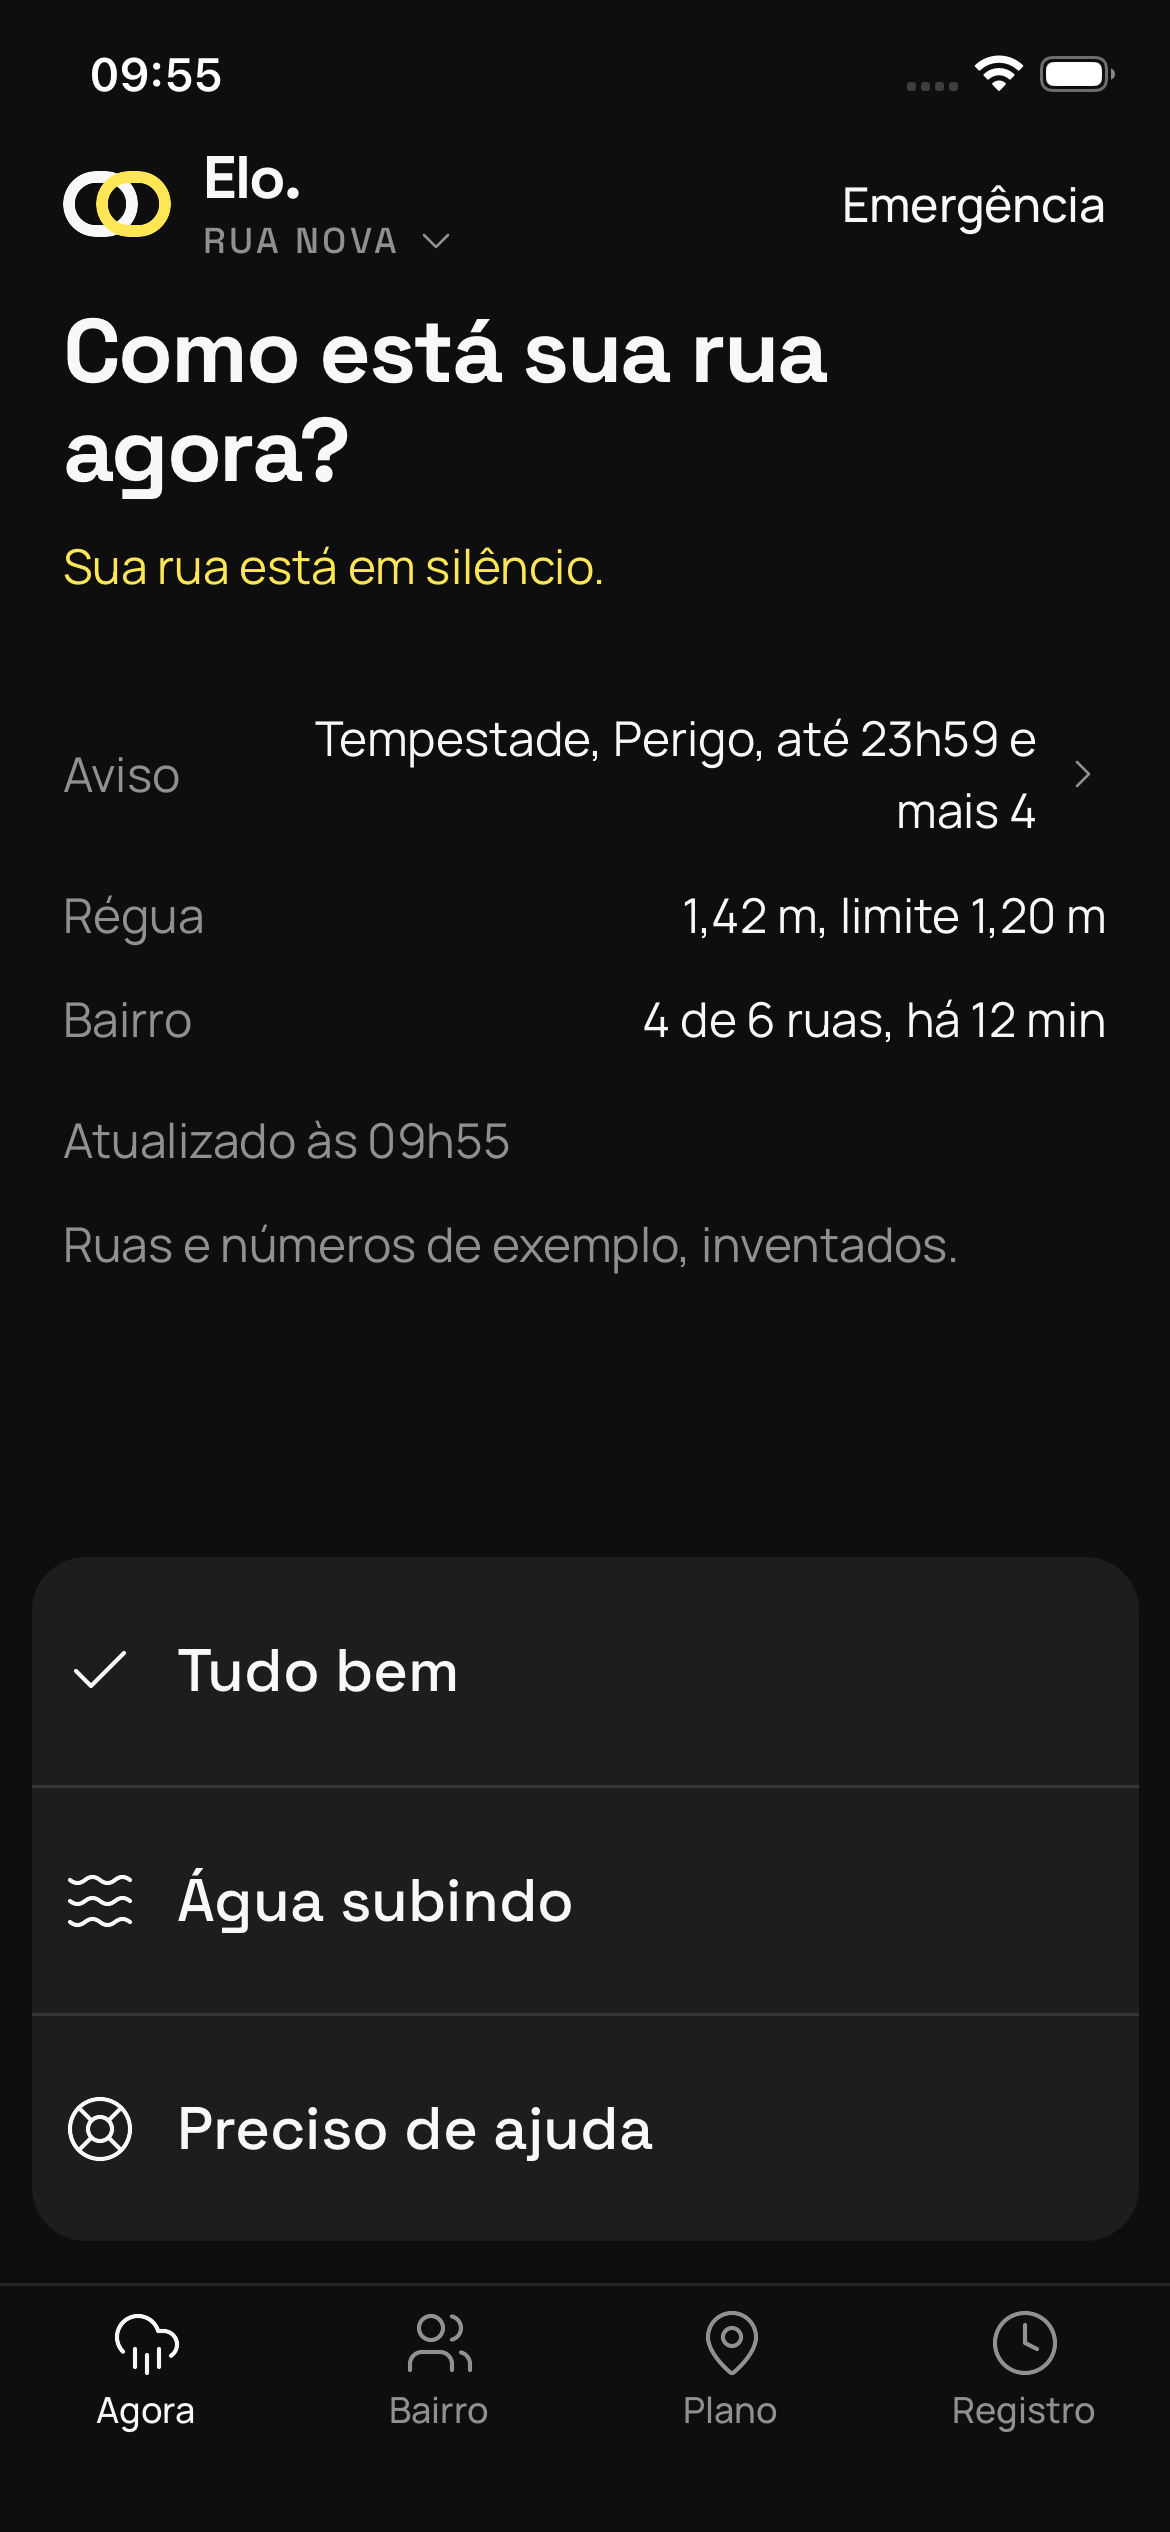 09:55
Elo.
RUA NOVA
Emergência
Como está sua rua
agora?
Sua rua está em silêncio.
Aviso
Tempestade, Perigo, até 23h59 e
mais 4
Régua
1,42 m, limite 1,20 m
Bairro
4 de 6 ruas, há 12 min
Atualizado às 09h55
Ruas e números de exemplo, inventados.
Tudo bem
Água subindo
Preciso de ajuda
Agora
Bairro
Plano
Registro